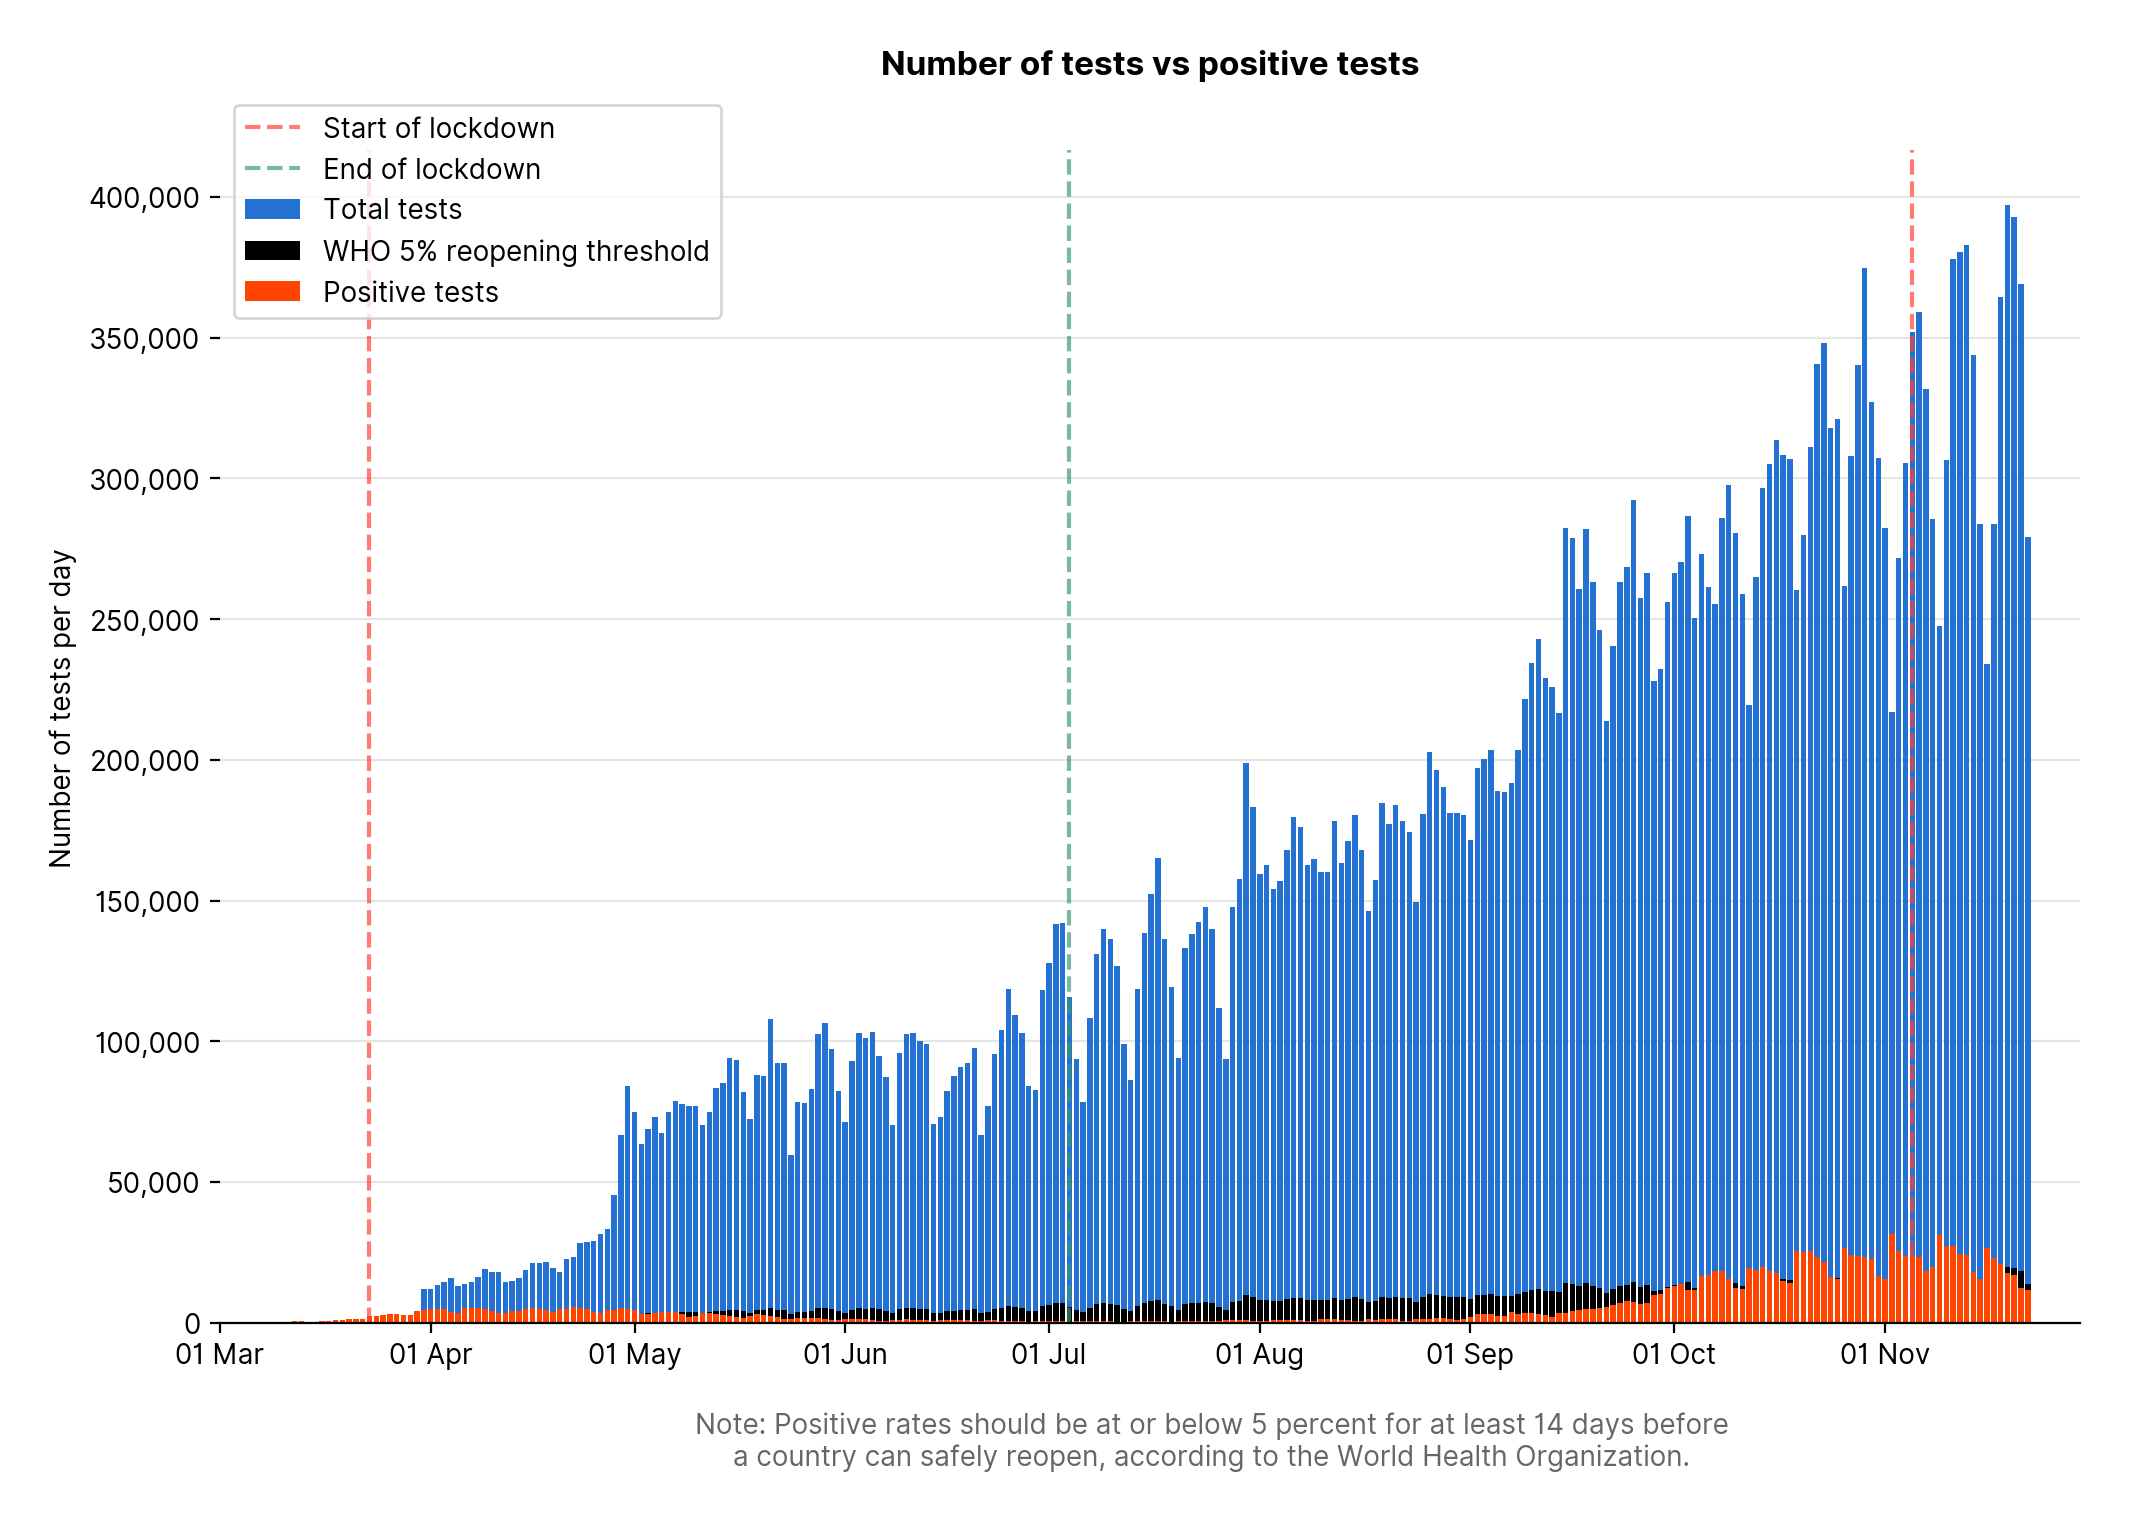 Number of tests vs positive tests
Start of lockdown
End of lockdown
Total tests
WHO 5% reopening threshold
Positive tests
400,000
350,000
300,000
250,000
200,000
150,000
100,000
50,000
0
Number of tests per day
01 Mar
01 Apr
01 May
01 Jun
01 Jul
01 Aug
01 Sep
01 Oct
01 Nov
Note: Positive rates should be at or below 5 percent for at least 14 days before
a country can safely reopen, according to the World Health Organization.